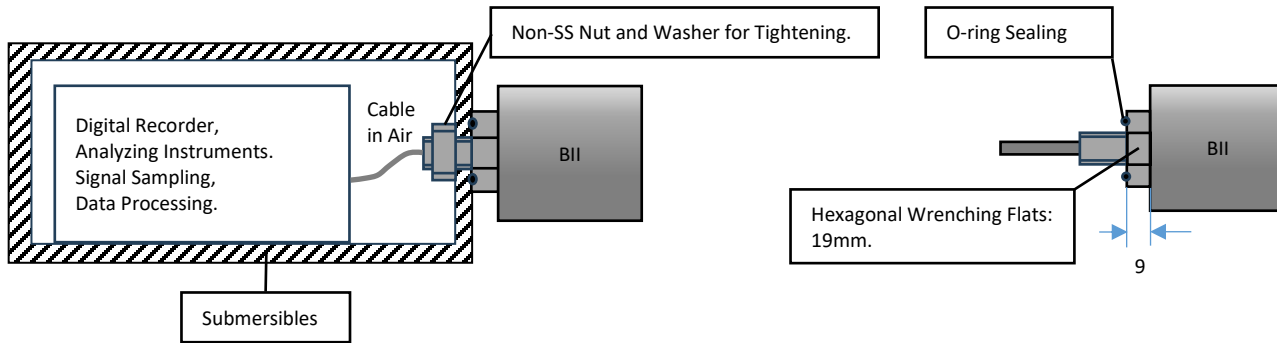 Non-SS Nut and Washer for Tightening.
O-ring Sealing
Cable
in Air
Digital Recorder,
Analyzing Instruments.
Signal Sampling,
Data Processing.
BII
BII
Hexagonal Wrenching Flats:
19mm.
9
Submersibles